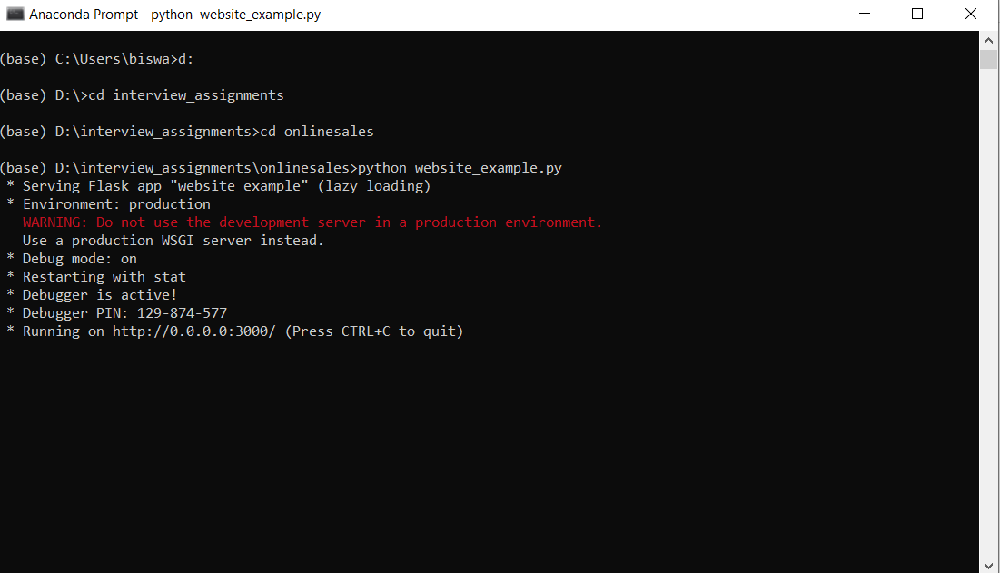 Anaconda Prompt - python  website_example.py
(base) C:\Users\biswa>d:
(base) D:\>cd interview_assignments
(base) D:\interview_assignments>cd onlinesales
(base) D:\interview_assignments\onlinesales>python website_example.py
* Serving Flask app "website_example" (lazy loading)
* Environment: production
WARNING: Do not use the development server in a production environment.
Use a production WSGI server instead.
* Debug mode: on
* Restarting with stat
* Debugger is active!
* Debugger PIN: 129-874-577
* Running on http://0.0.0.0:3000/ (Press CTRL+C to quit)